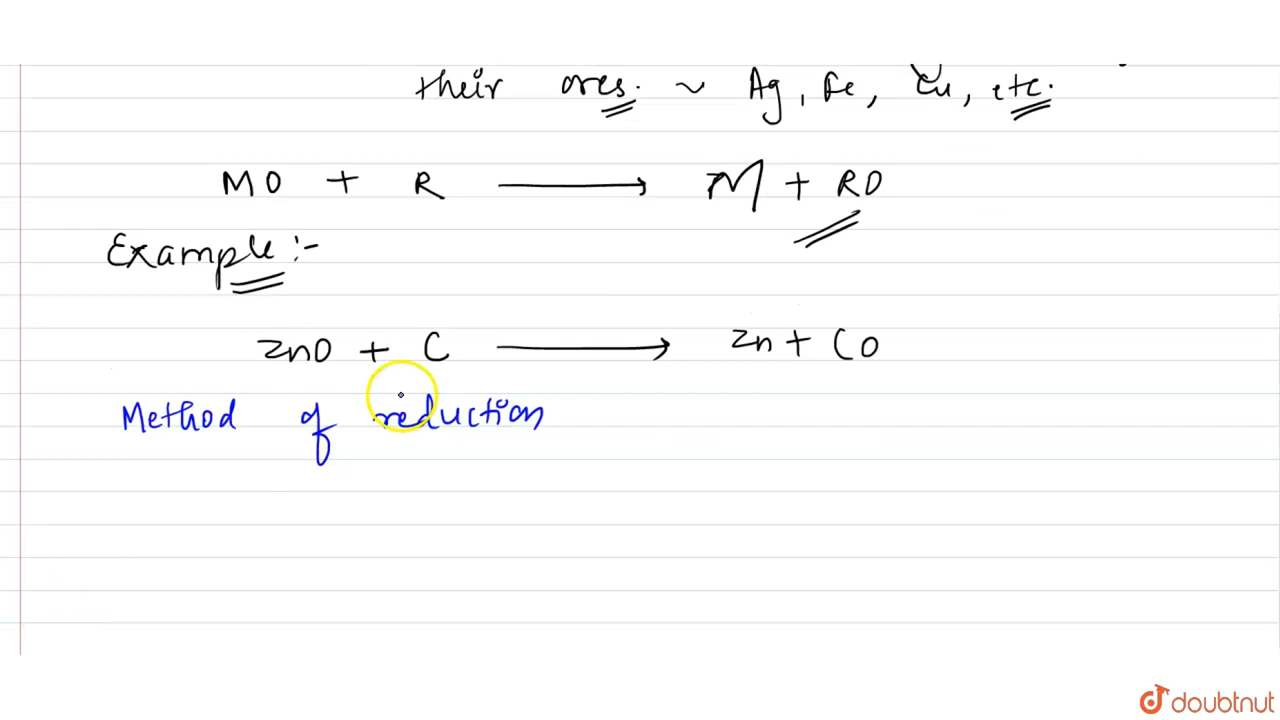 their ores. ~ Ag, Fe, Cu, etc.
MO + R ⟶ M + RO
Example :-
ZnO + C ⟶ Zn + CO
Method of reduction
doubtnut